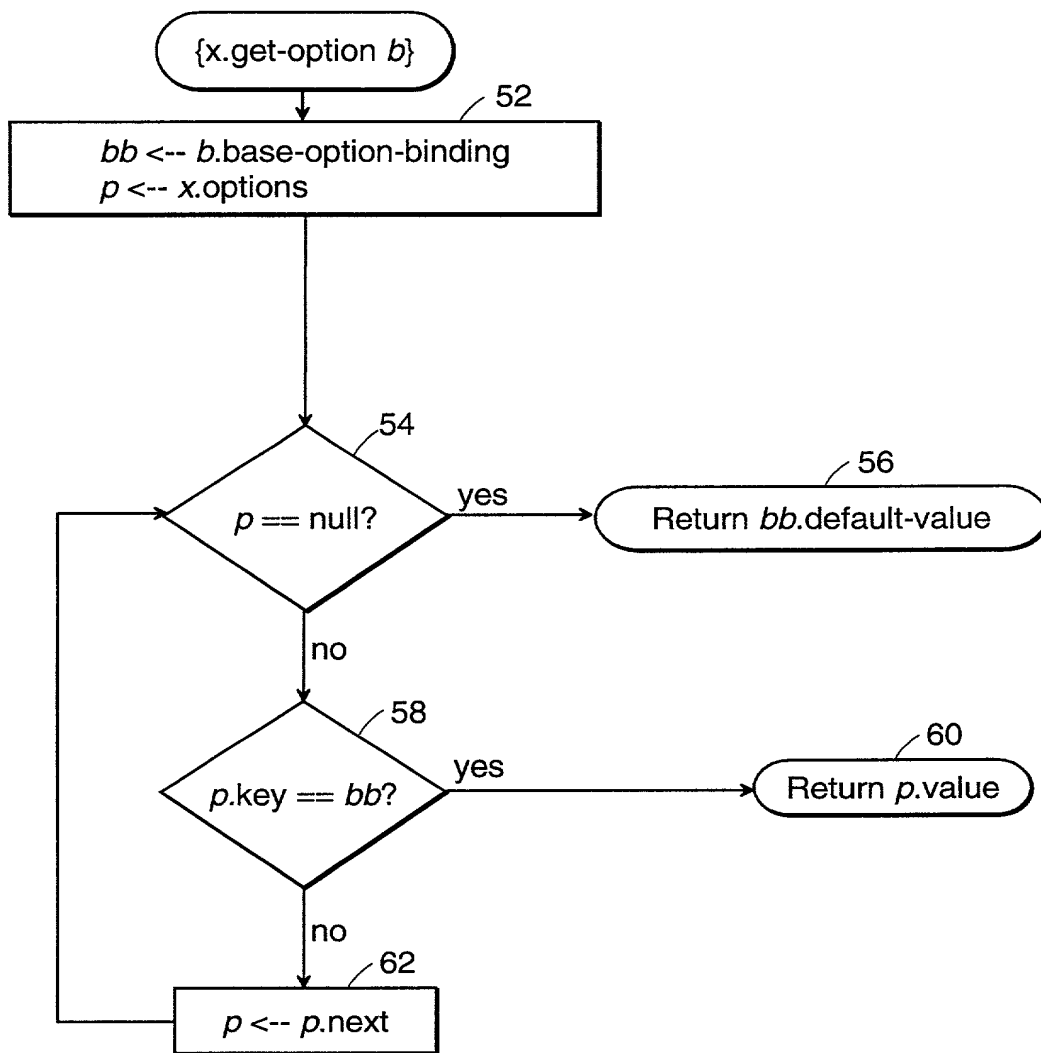 {x.get-option b}
52
bb <-- b.base-option-binding
p <-- x.options
54
p == null?
yes
56
Return bb.default-value
no
58
p.key == bb?
yes
60
Return p.value
no
62
p <-- p.next